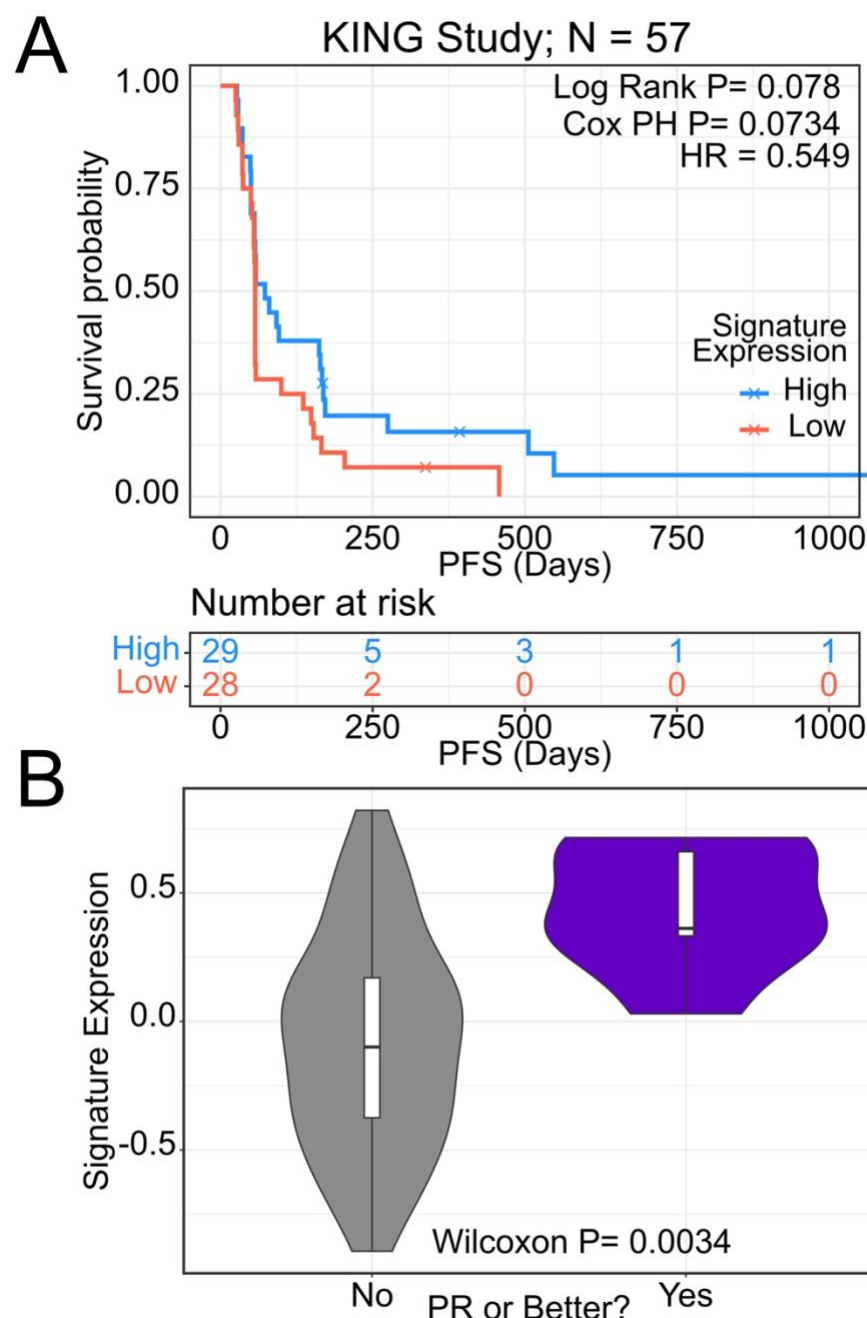 A
KING Study; N = 57
Log Rank P= 0.078
Cox PH P= 0.0734
HR = 0.549
Survival probability
1.00
0.75
0.50
0.25
0.00
Signature
Expression
High
Low
0 250 500 750 1000
PFS (Days)
Number at risk
High 29 5 3 1 1
Low 28 2 0 0 0
0 250 500 750 1000
PFS (Days)
B
Signature Expression
0.5
0.0
-0.5
Wilcoxon P= 0.0034
No Yes
PR or Better?